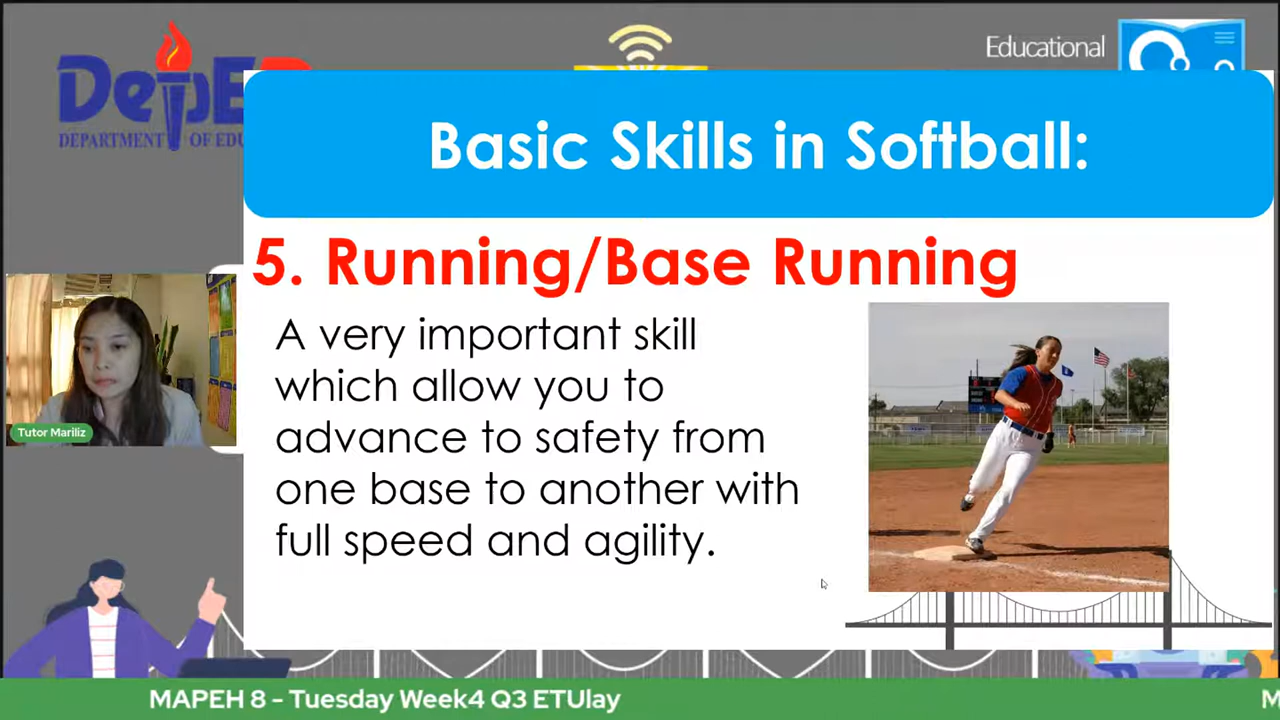 Educational
DepE
DEPARTMENT OF EDU
Basic Skills in Softball:
5. Running/Base Running
A very important skill
which allow you to
advance to safety from
one base to another with
full speed and agility.
Tutor Mariliz
MAPEH 8 - Tuesday Week4 Q3 ETUlay
M